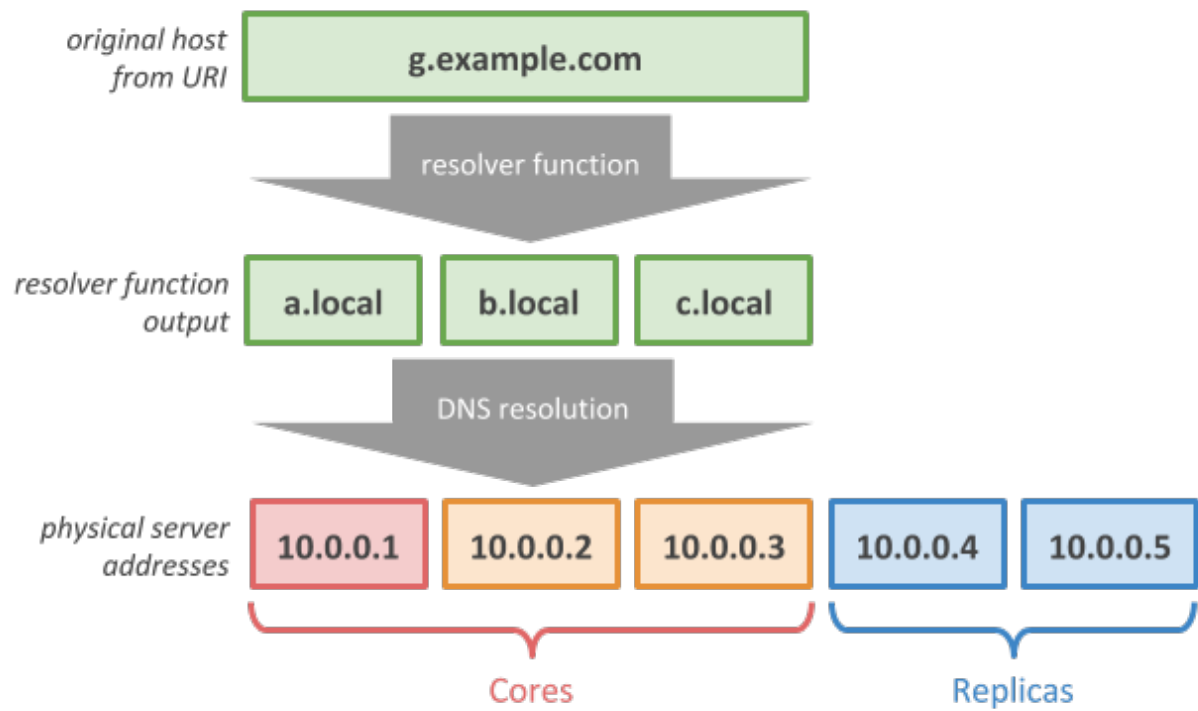 original host
from URI
g.example.com
resolver function
resolver function
output
a.local
b.local
c.local
DNS resolution
physical server
addresses
10.0.0.1
10.0.0.2
10.0.0.3
10.0.0.4
10.0.0.5
Cores
Replicas